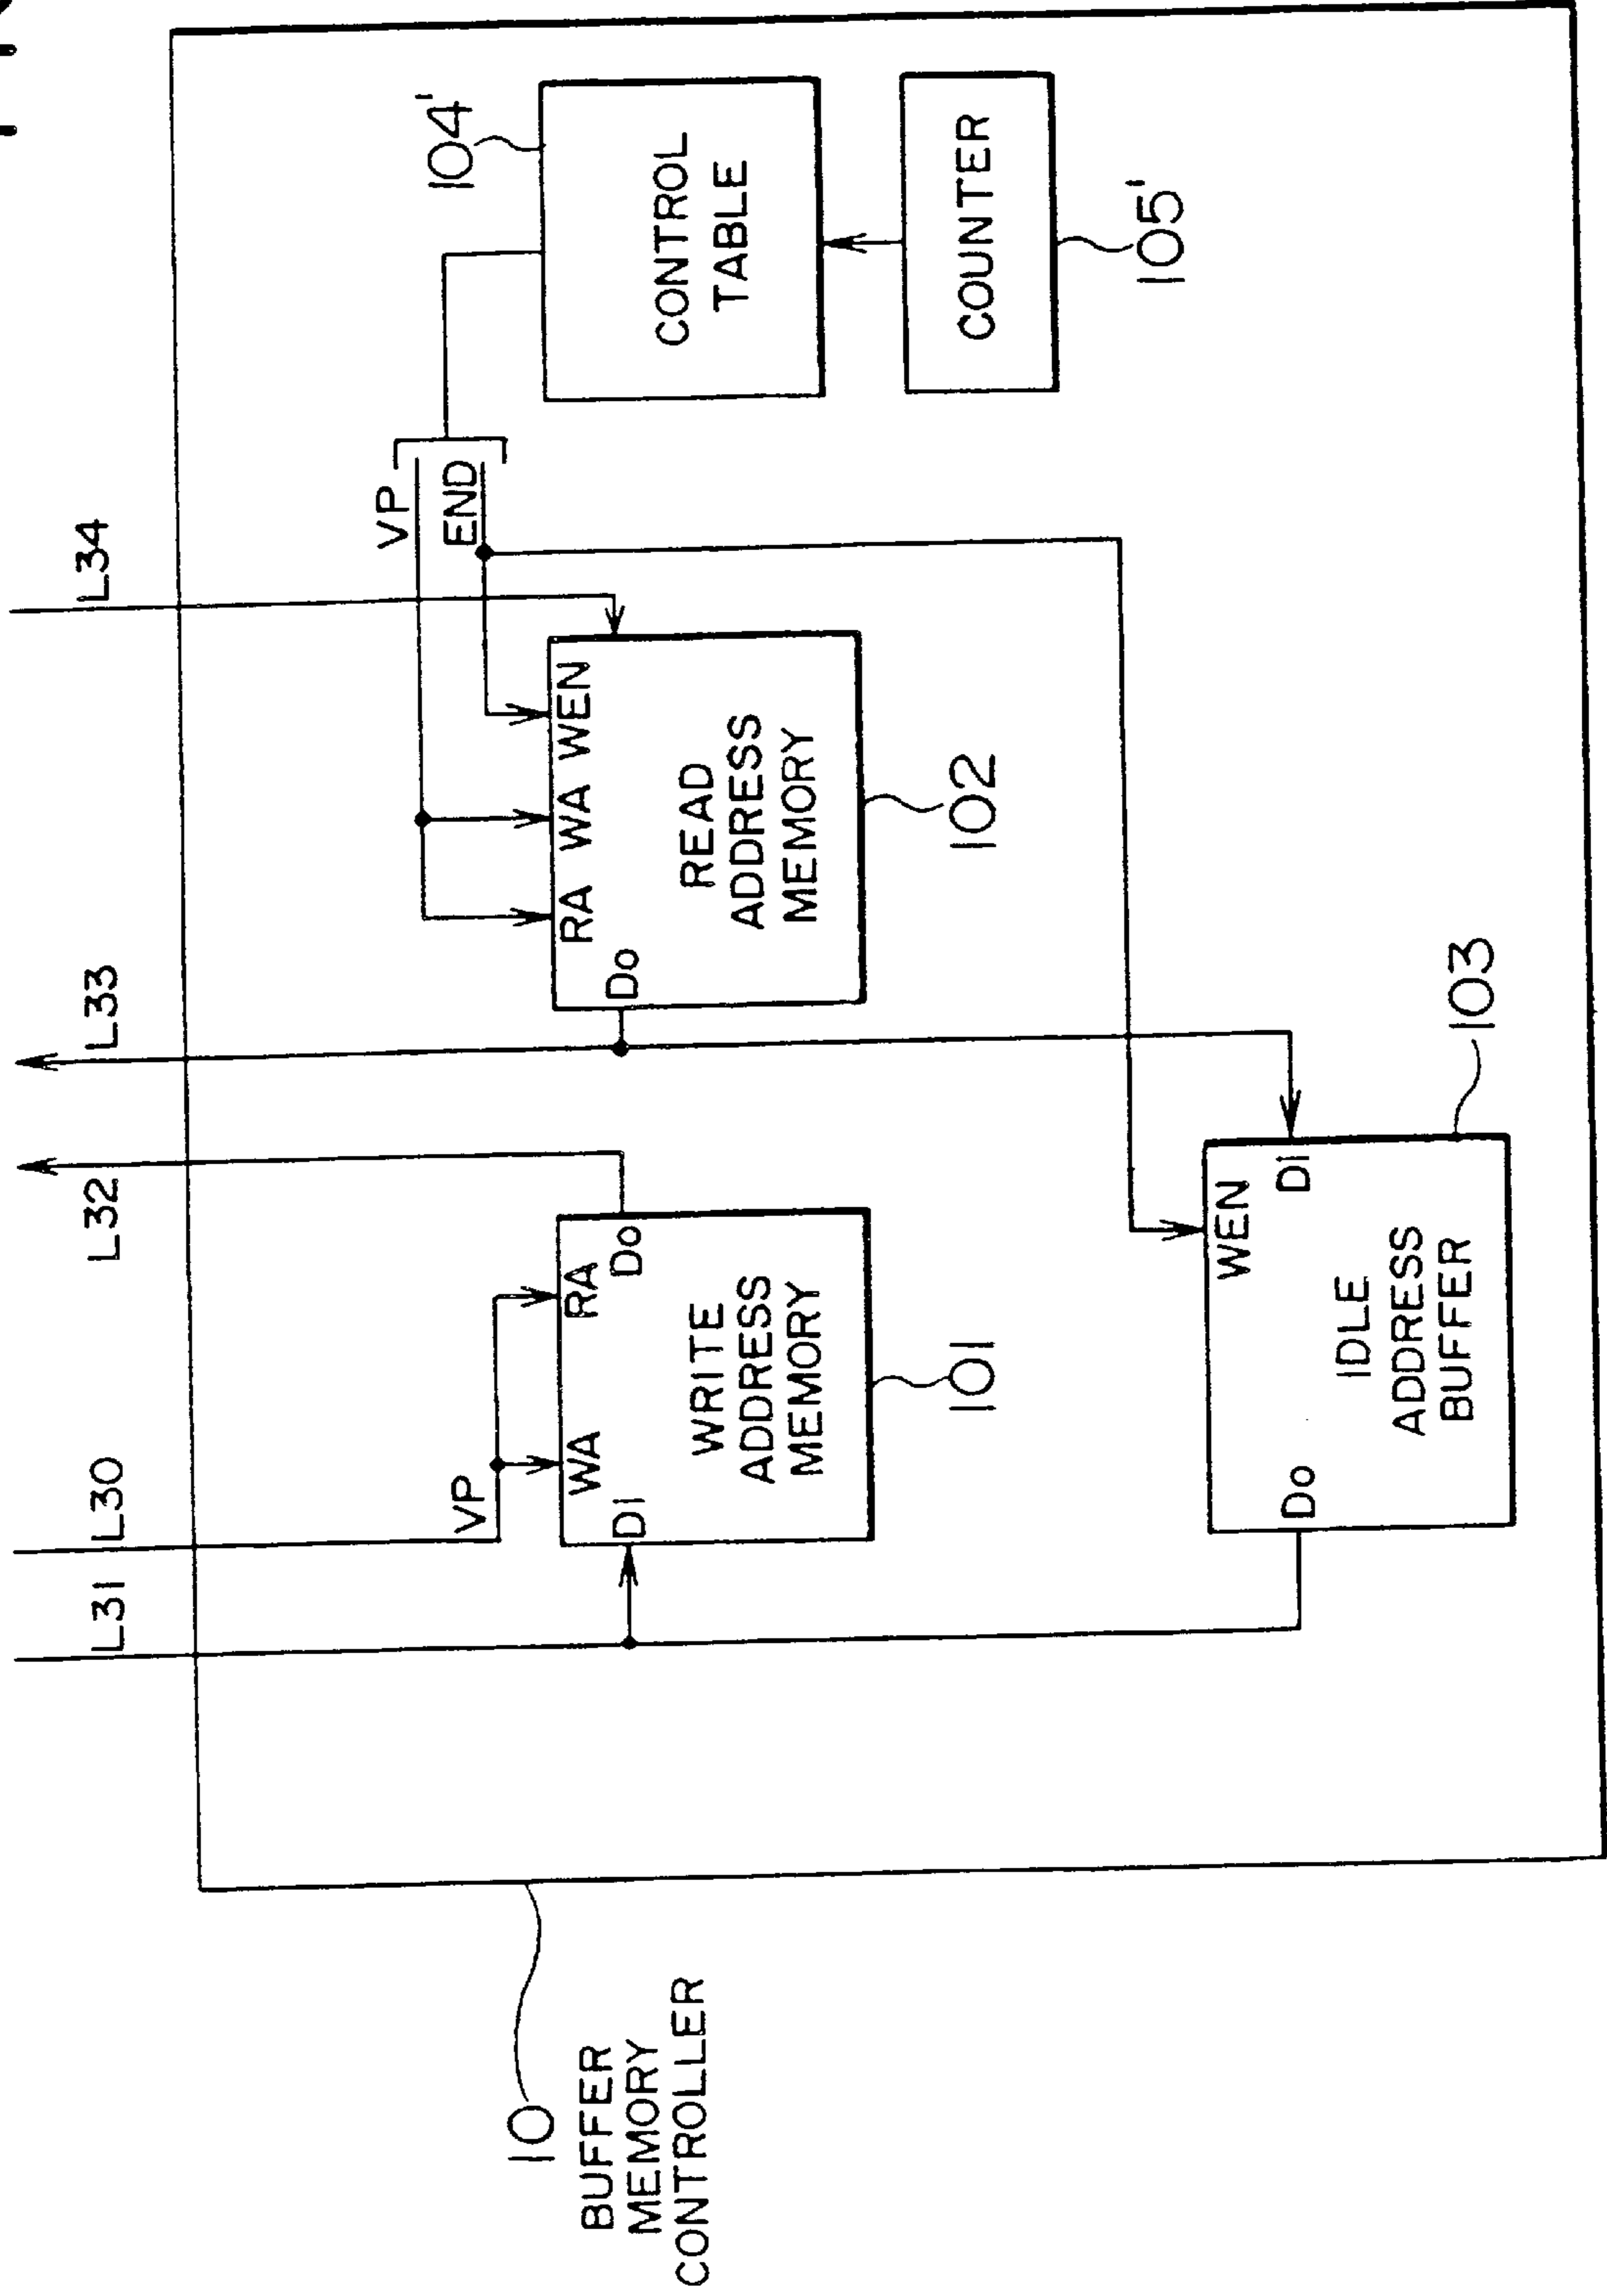 L31
L30
L32
L33
L34
VP
WA
RA
DI
Do
WRITE
ADDRESS
MEMORY
101
RA WA WEN
Do
READ
ADDRESS
MEMORY
102
VP
END
104'
CONTROL
TABLE
COUNTER
105'
WEN
Do
DI
IDLE
ADDRESS
BUFFER
103
10
BUFFER
MEMORY
CONTROLLER